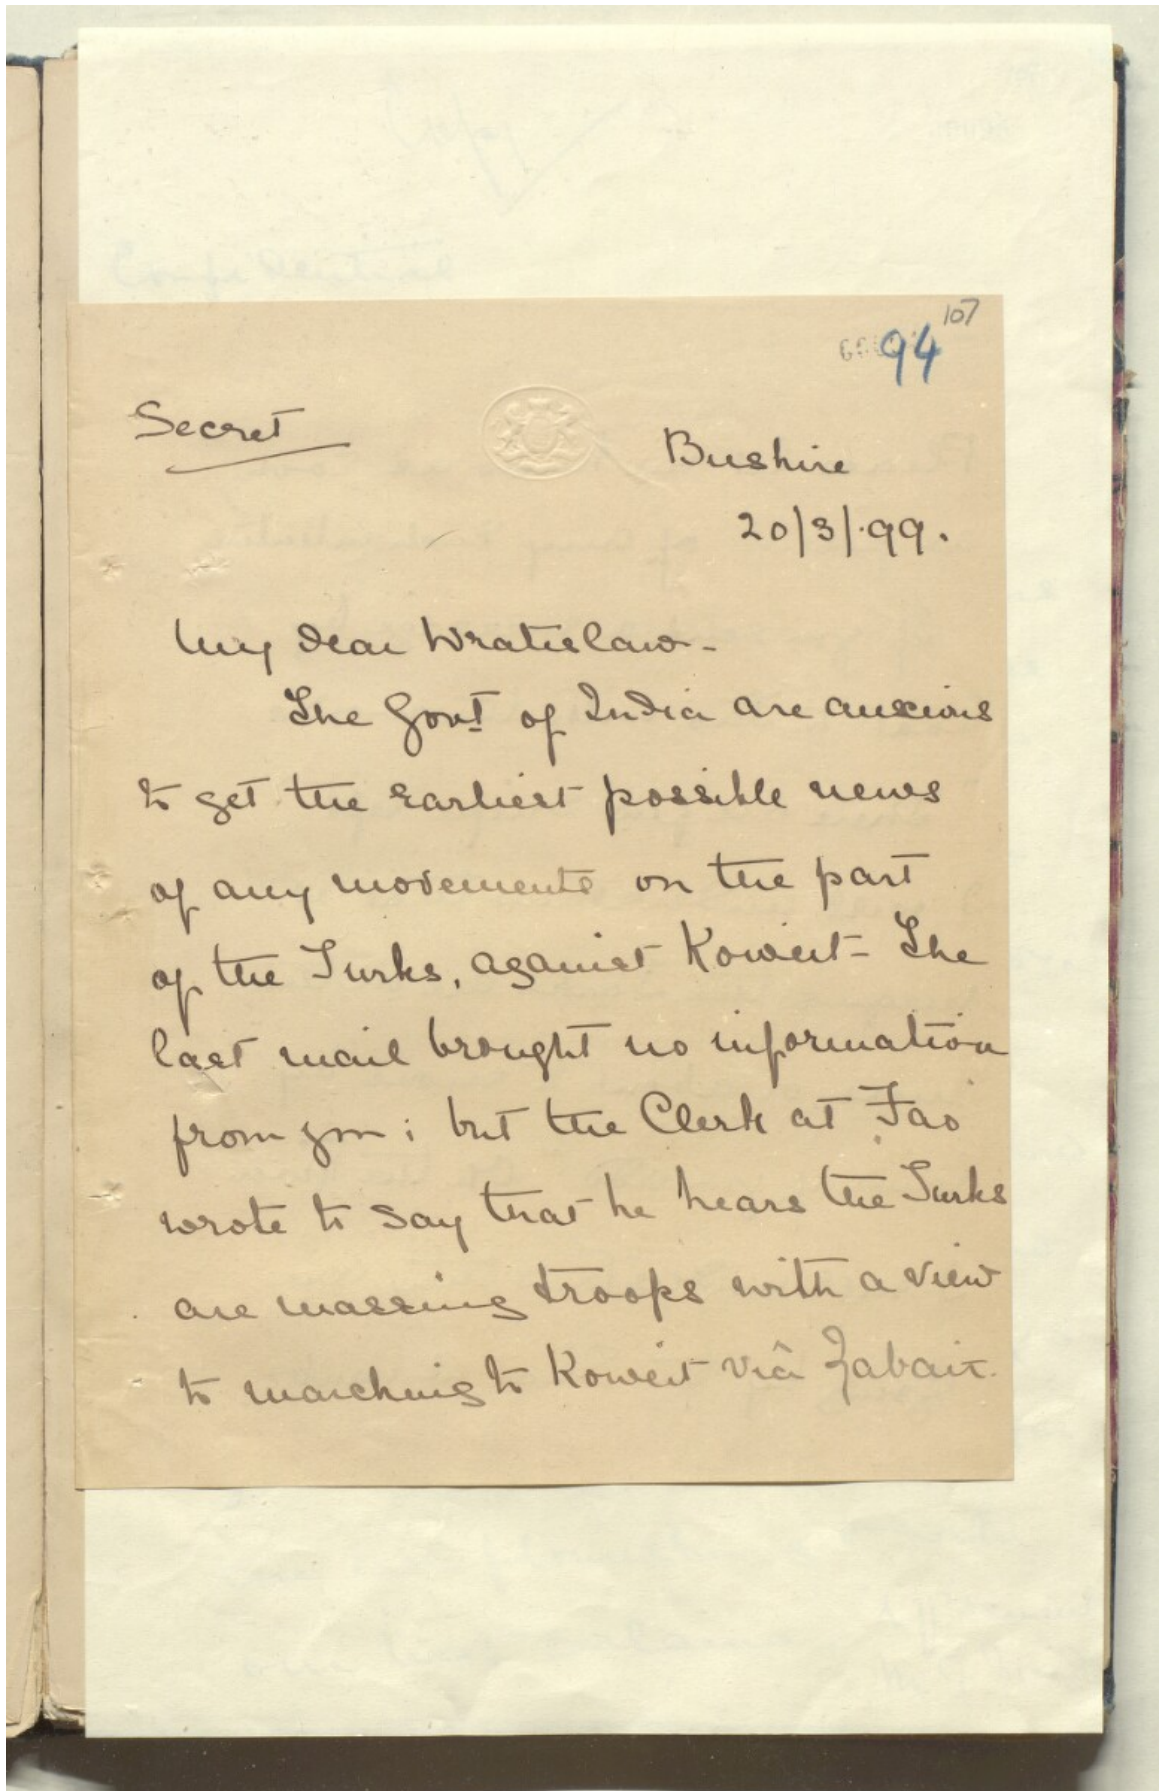 107
94
Secret
Bushire
20/3/.99.
My dear Wratislaw -
The Govt of India are anxious
to get the earliest possible news
of any movements on the part
of the Turks, against Koweit - The
last mail brought no information
from you; but the Clerk at Fao
wrote to say that he hears the Turks
are massing troops with a view
to marching to Koweit viâ Zabair.